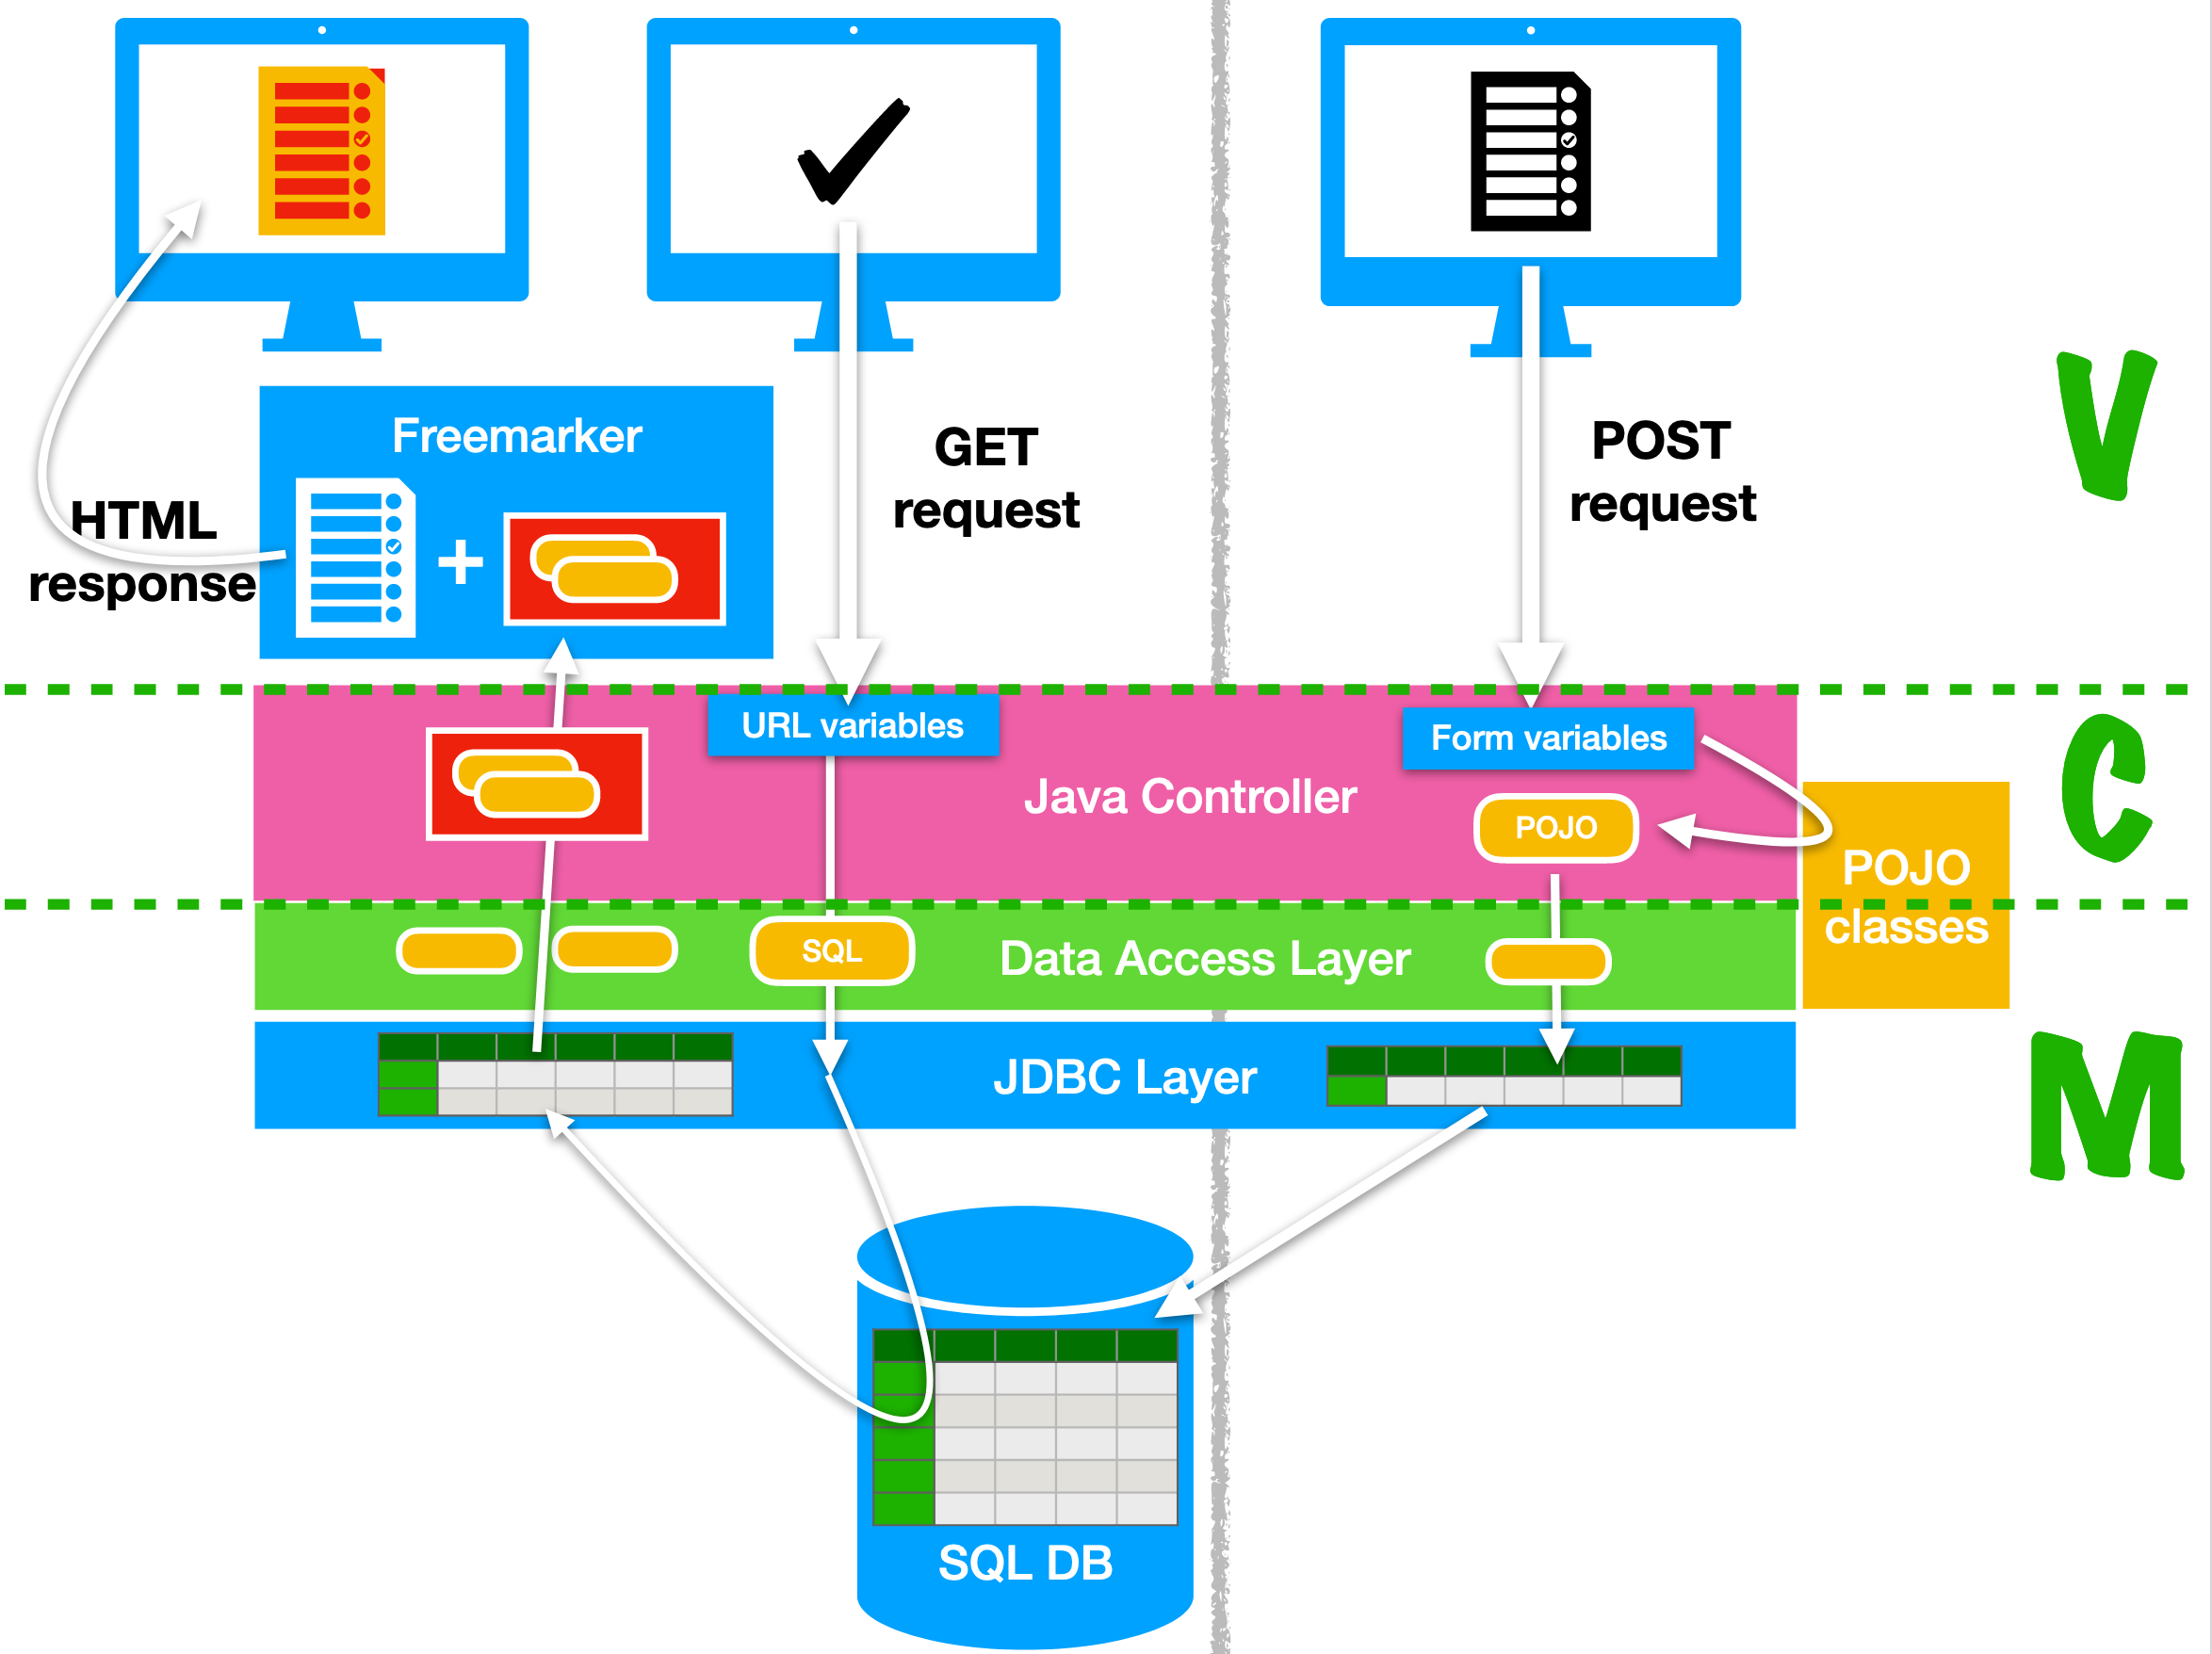 Freemarker
HTML
response
GET
request
POST
request
V
URL variables
Form variables
Java Controller
POJO
C
POJO
classes
SQL
Data Access Layer
JDBC Layer
M
SQL DB